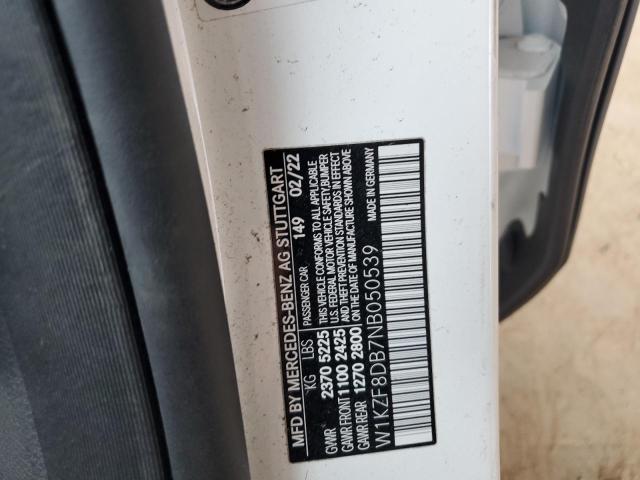 MFD BY MERCEDES-BENZ AG STUTTGART
KG LBS PASSENGER CAR 149 02/22
GVWR 2370 5225 THIS VEHICLE CONFORMS TO ALL APPLICABLE
U.S. FEDERAL MOTOR VEHICLE SAFETY,BUMPER
GAWR FRONT 1100 2425 AND THEFT PREVENTION STANDARDS IN EFFECT
GAWR REAR 1270 2800 ON THE DATE OF MANUFACTURE SHOWN ABOVE
W1KZF8DB7NB050539 MADE IN GERMANY